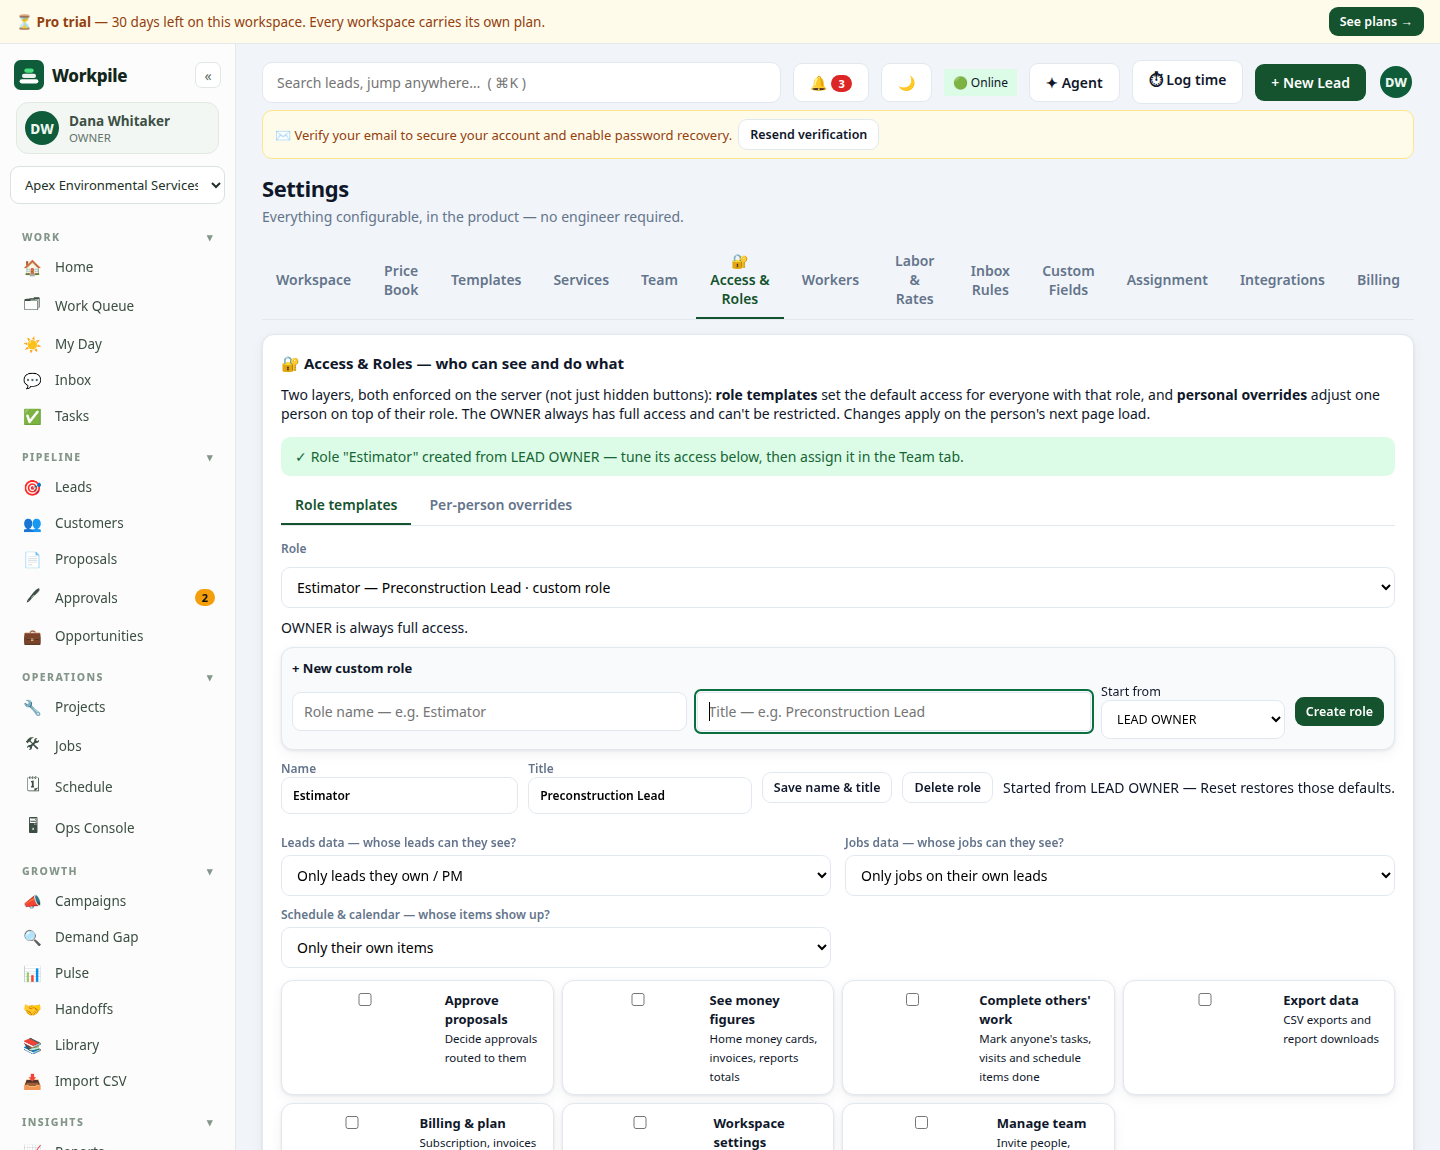 ⏳ Pro trial — 30 days left on this workspace. Every workspace carries its own plan.
See plans →
Workpile
«
DW
Dana Whitaker
OWNER
Apex Environmental Services
WORK
Home
Work Queue
My Day
Inbox
Tasks
PIPELINE
Leads
Customers
Proposals
Approvals
2
Opportunities
OPERATIONS
Projects
Jobs
Schedule
Ops Console
GROWTH
Campaigns
Demand Gap
Pulse
Handoffs
Library
Import CSV
INSIGHTS
Reports
Search leads, jump anywhere… (⌘K)
3
Online
✦ Agent
Log time
+ New Lead
DW
Verify your email to secure your account and enable password recovery.
Resend verification
Settings
Everything configurable, in the product — no engineer required.
Workspace
Price
Book
Templates
Services
Team
Access &
Roles
Workers
Labor
&
Rates
Inbox
Rules
Custom
Fields
Assignment
Integrations
Billing
Access & Roles — who can see and do what
Two layers, both enforced on the server (not just hidden buttons): role templates set the default access for everyone with that role, and personal overrides adjust one
person on top of their role. The OWNER always has full access and can't be restricted. Changes apply on the person's next page load.
✓ Role "Estimator" created from LEAD OWNER — tune its access below, then assign it in the Team tab.
Role templates
Per-person overrides
Role
Estimator — Preconstruction Lead · custom role
OWNER is always full access.
+ New custom role
Role name — e.g. Estimator
Title — e.g. Preconstruction Lead
Start from
LEAD OWNER
Create role
Name
Estimator
Title
Preconstruction Lead
Save name & title
Delete role
Started from LEAD OWNER — Reset restores those defaults.
Leads data — whose leads can they see?
Only leads they own / PM
Jobs data — whose jobs can they see?
Only jobs on their own leads
Schedule & calendar — whose items show up?
Only their own items
Approve
proposals
Decide approvals
routed to them
See money
figures
Home money cards,
invoices, reports
totals
Complete others'
work
Mark anyone's tasks,
visits and schedule
items done
Export data
CSV exports and
report downloads
Billing & plan
Subscription, invoices
Workspace
settings
Manage team
Invite people,